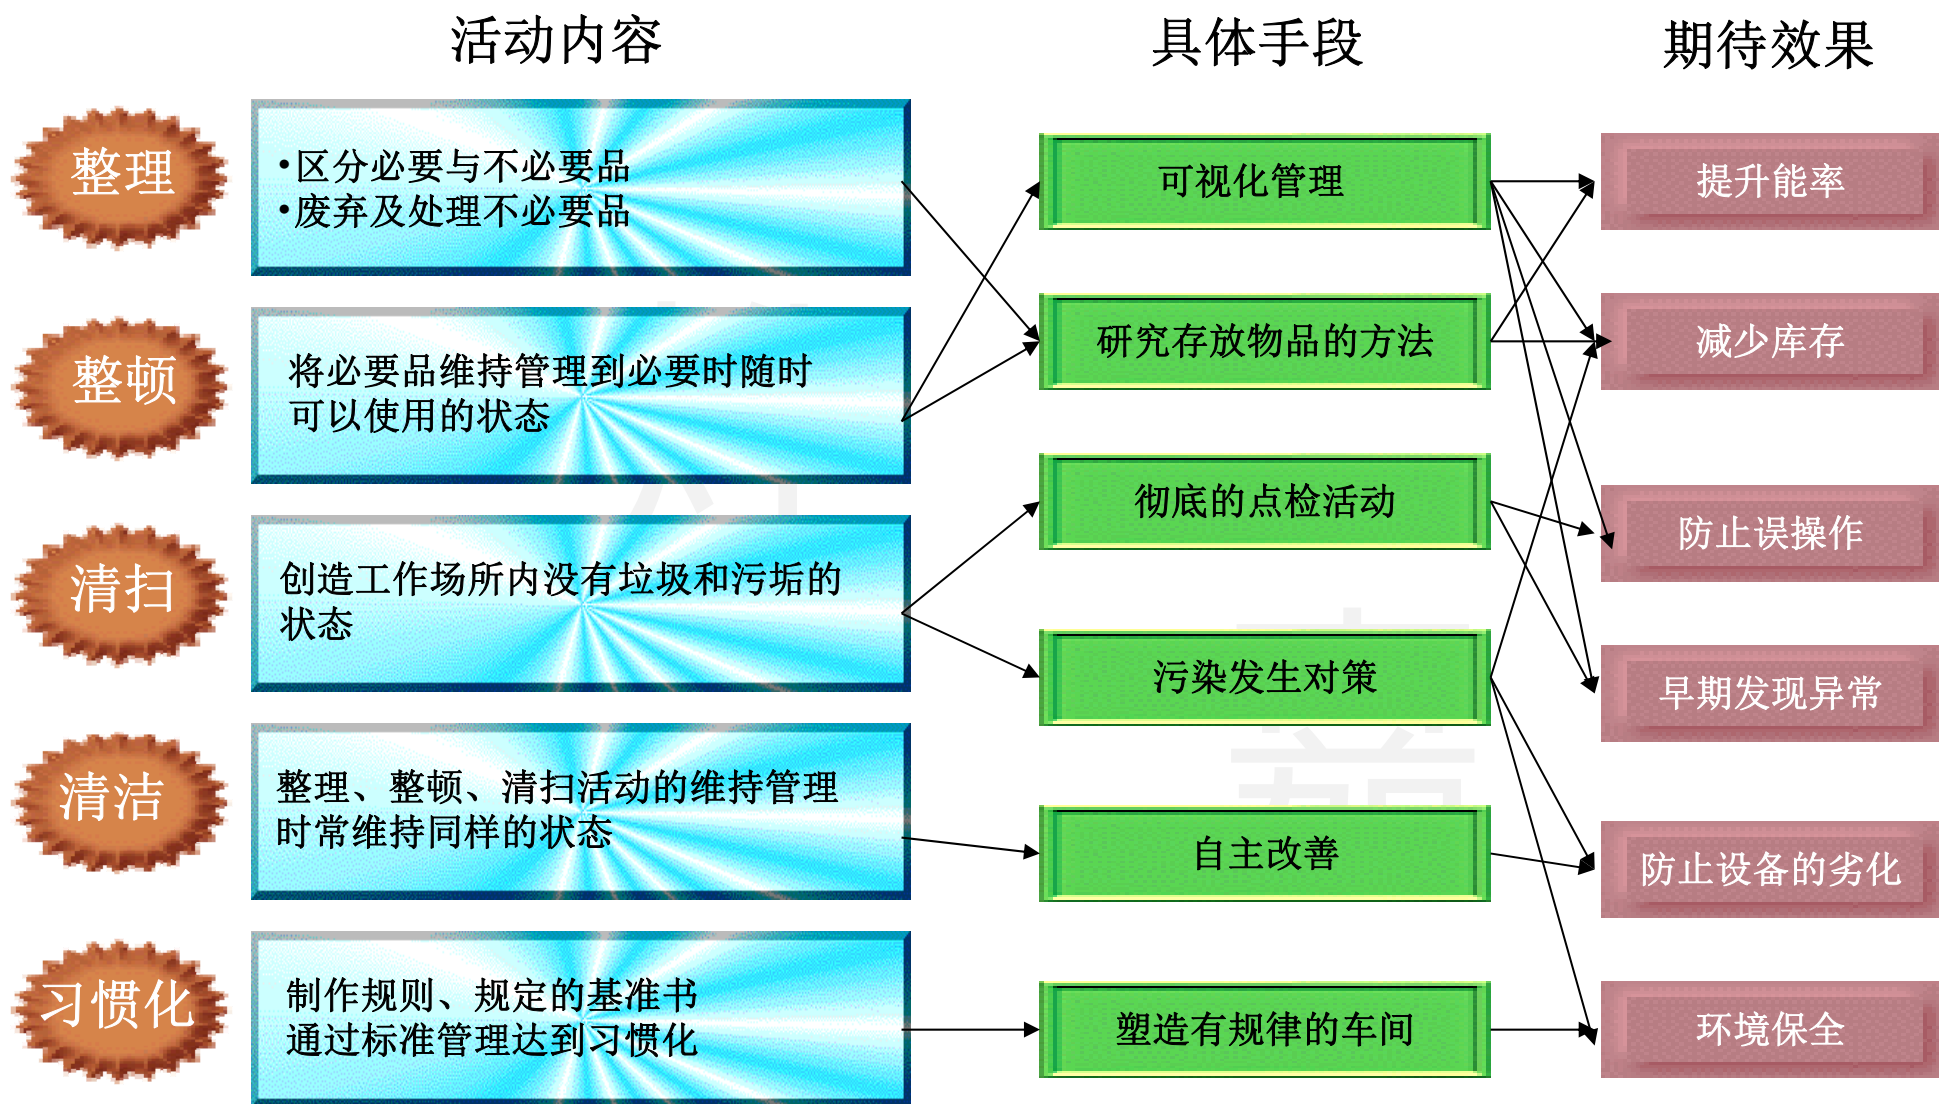 活动内容
具体手段
期待效果
整理
•区分必要与不必要品
•废弃及处理不必要品
可视化管理
提升能率
整顿
将必要品维持管理到必要时随时
可以使用的状态
研究存放物品的方法
减少库存
清扫
创造工作场所内没有垃圾和污垢的
状态
彻底的点检活动
防止误操作
污染发生对策
早期发现异常
清洁
整理、整顿、清扫活动的维持管理
时常维持同样的状态
自主改善
防止设备的劣化
习惯化
制作规则、规定的基准书
通过标准管理达到习惯化
塑造有规律的车间
环境保全